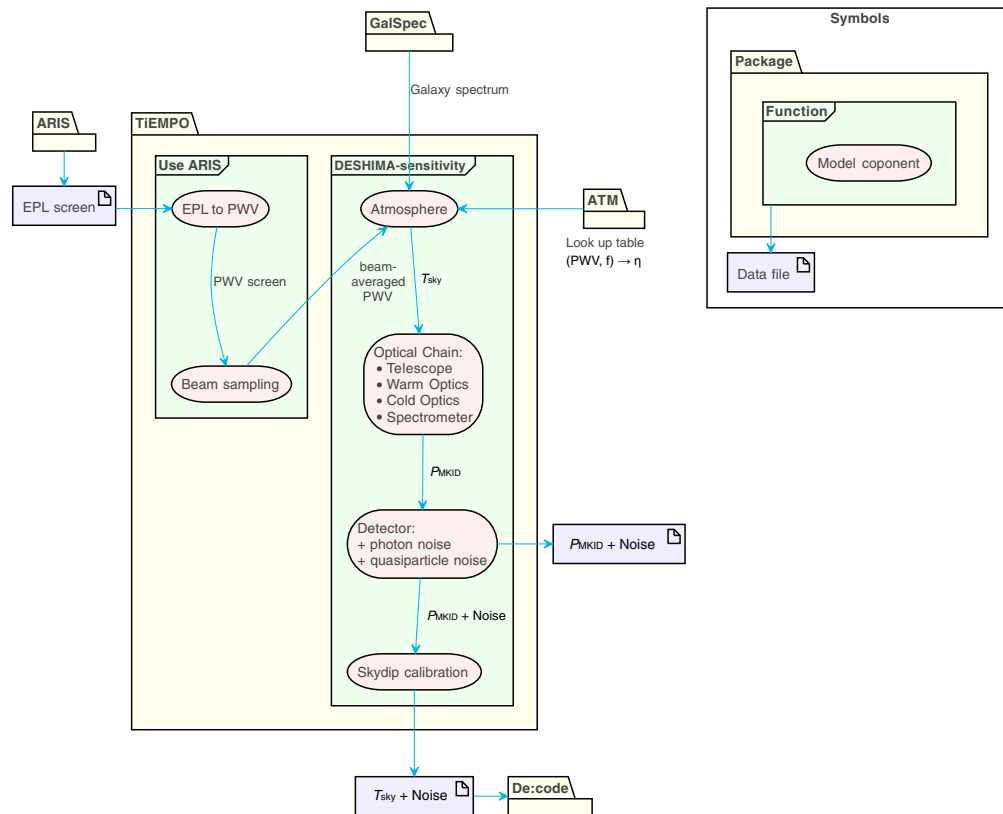 GalSpec
Galaxy spectrum
ARIS
EPL screen
TiEMPO
Use ARIS
EPL to PWV
PWV screen
Beam sampling
beam-
averaged
PWV
DESHIMA-sensitivity
Atmosphere
Tsky
ATM
Look up table
(PWV, f) → η
Optical Chain:
• Telescope
• Warm Optics
• Cold Optics
• Spectrometer
PMKID
Detector:
+ photon noise
+ quasiparticle noise
PMKID + Noise
PMKID + Noise
Skydip calibration
Tsky + Noise
De:code
Symbols
Package
Function
Model coponent
Data file